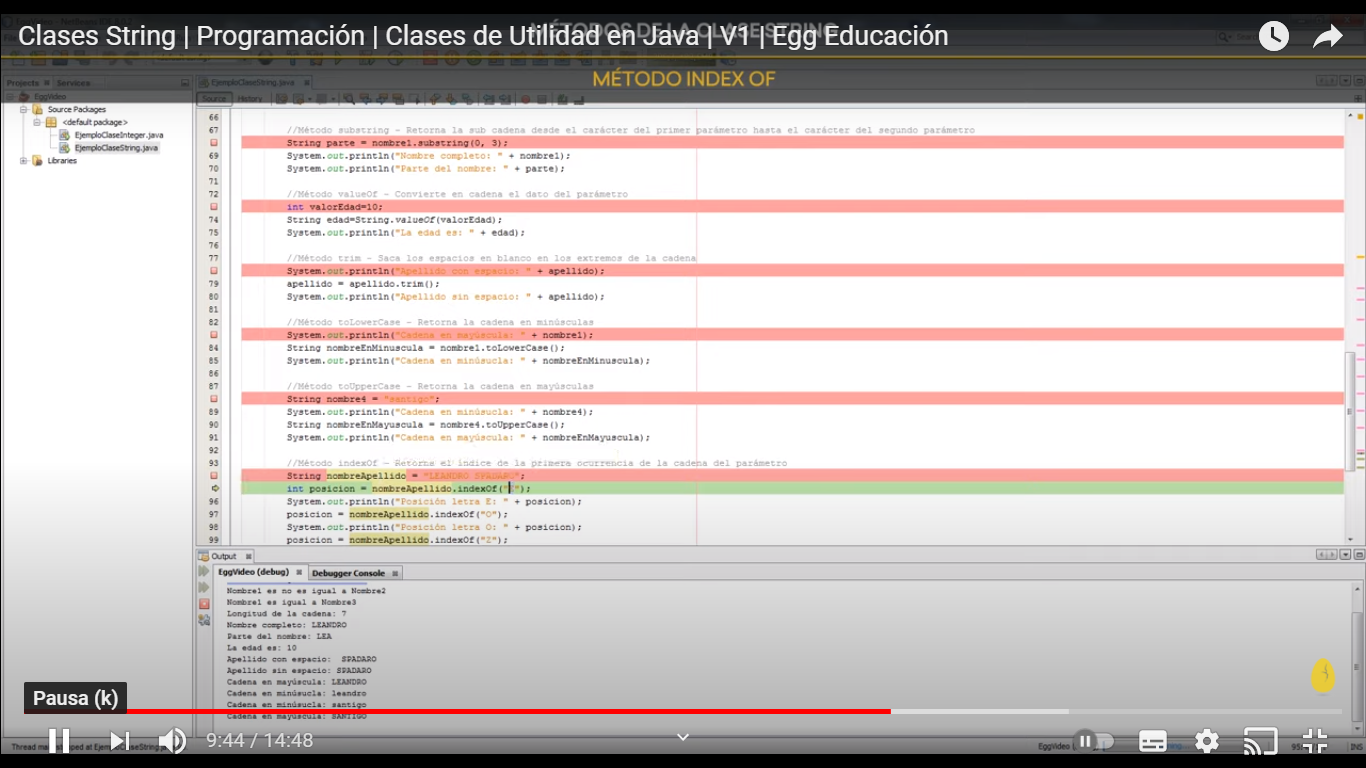 MÉTODOS DE LA CLASE STRING
Clases String | Programación | Clases de Utilidad en Java | V1 | Egg Educación
MÉTODO INDEX OF
Projects
Services
EjemploClaseString.java
EggVideo
Source
History
Source Packages
<default package>
EjemploClaseInteger.java
EjemploClaseString.java
Libraries
66
67 //Método substring - Retorna la sub cadena desde el carácter del primer parámetro hasta el carácter del segundo parámetro
String parte = nombre1.substring(0, 3);
69 System.out.println("Nombre completo: " + nombre1);
70 System.out.println("Parte del nombre: " + parte);
71
72 //Método valueOf - Convierte en cadena el dato del parámetro
int valorEdad=10;
74 String edad=String.valueOf(valorEdad);
75 System.out.println("La edad es: " + edad);
76
77 //Método trim - Saca los espacios en blanco en los extremos de la cadena
System.out.println("Apellido con espacio: " + apellido);
79 apellido = apellido.trim();
80 System.out.println("Apellido sin espacio: " + apellido);
81
82 //Método toLowerCase - Retorna la cadena en minúsculas
System.out.println("Cadena en mayúscula: " + nombre1);
84 String nombreEnMinuscula = nombre1.toLowerCase();
85 System.out.println("Cadena en minúsucla: " + nombreEnMinuscula);
86
87 //Método toUpperCase - Retorna la cadena en mayúsculas
String nombre4 = "santigo";
89 System.out.println("Cadena en minúsucla: " + nombre4);
90 String nombreEnMayuscula = nombre4.toUpperCase();
91 System.out.println("Cadena en mayúscula: " + nombreEnMayuscula);
92
93 //Método indexOf - Retorna el índice de la primera ocurrencia de la cadena del parámetro
String nombreApellido = "LEANDRO SPADARO";
int posicion = nombreApellido.indexOf("E");
96 System.out.println("Posición letra E: " + posicion);
97 posicion = nombreApellido.indexOf("O");
98 System.out.println("Posición letra O: " + posicion);
99 posicion = nombreApellido.indexOf("Z");
Output
EggVideo (debug)
Debugger Console
Nombre1 es no es igual a Nombre2
Nombre1 es igual a Nombre3
Longitud de la cadena: 7
Nombre completo: LEANDRO
Parte del nombre: LEA
La edad es: 10
Apellido con espacio:  SPADARO
Apellido sin espacio: SPADARO
Cadena en mayúscula: LEANDRO
Cadena en minúsucla: leandro
Cadena en minúsucla: santigo
Cadena en mayúscula: SANTIGO
Pausa (k)
9:44 / 14:48
EggVideo
INS